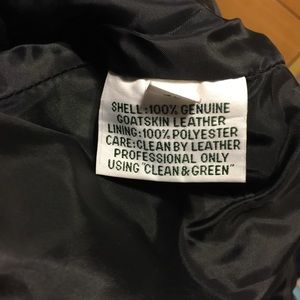 SHELL:100% GENUINE
GOATSKIN LEATHER
LINING:100% POLYESTER
CARE:CLEAN BY LEATHER
PROFESSIONAL ONLY
USING "CLEAN & GREEN"